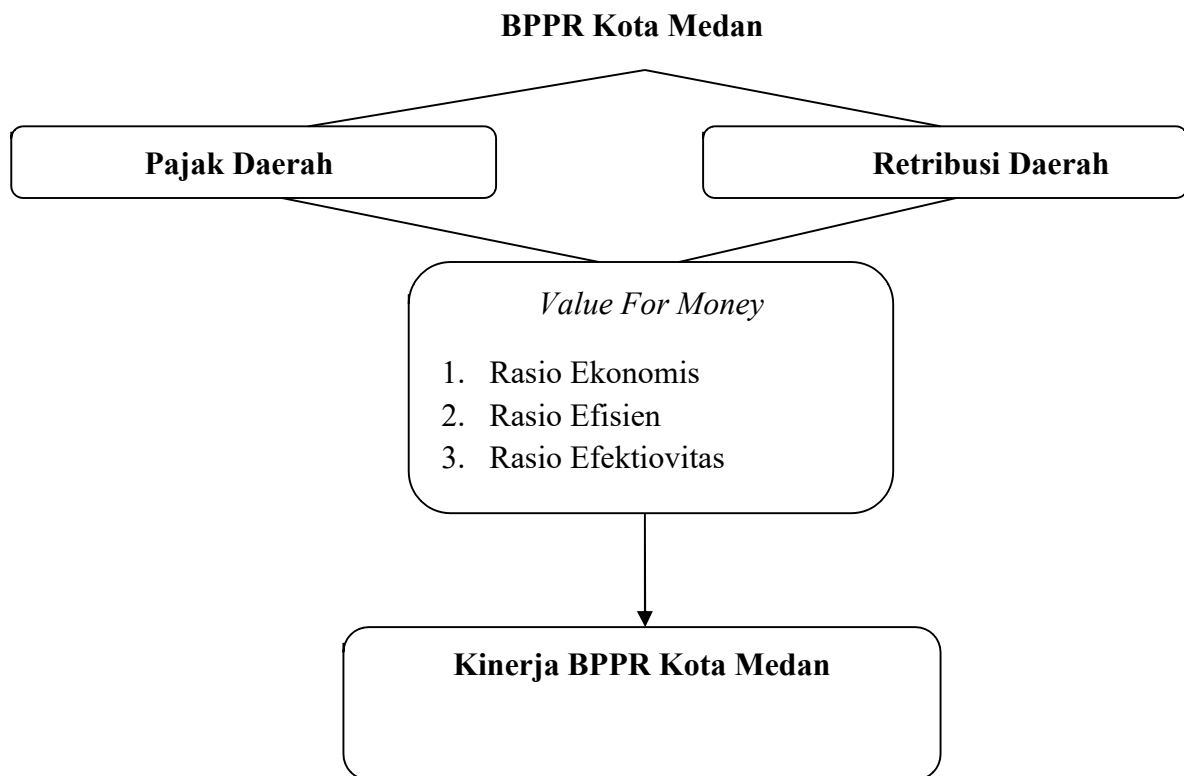 BPPR Kota Medan
Pajak Daerah
Retribusi Daerah
Value For Money
1. Rasio Ekonomis
2. Rasio Efisien
3. Rasio Efektiovitas
Kinerja BPPR Kota Medan